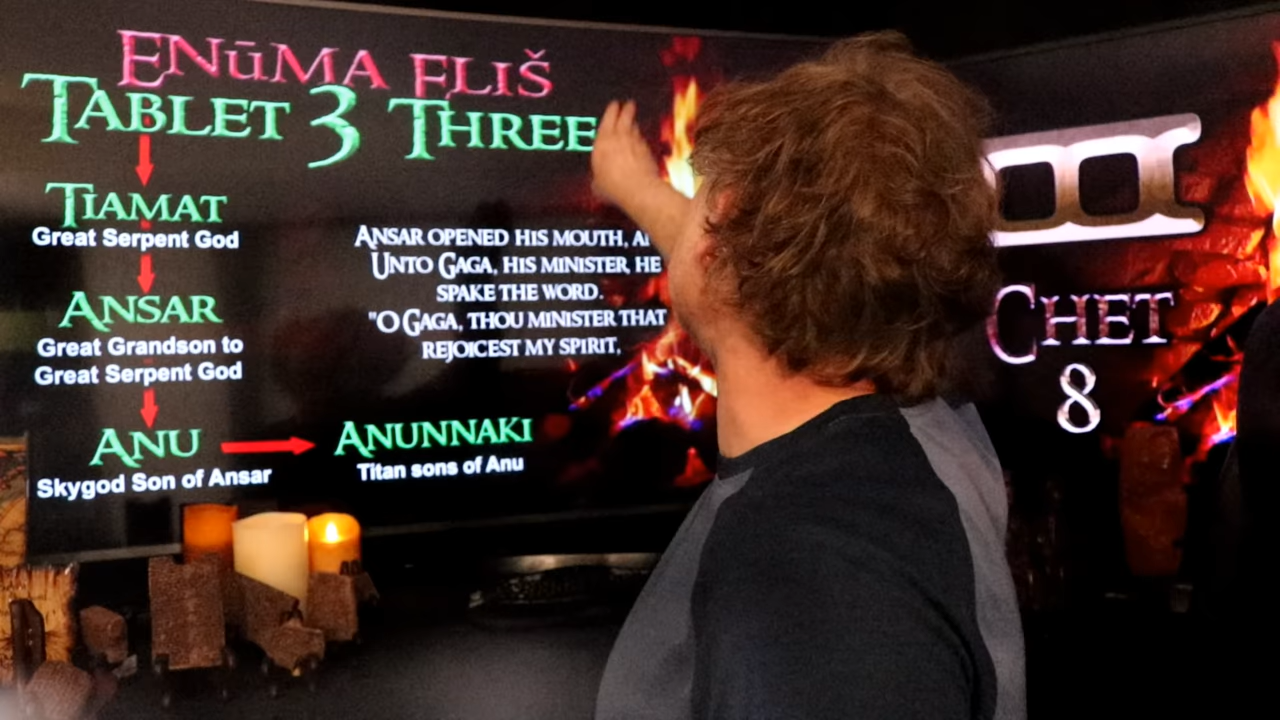 ENūMA ELIŠ
TABLET 3 THREE
TIAMAT
Great Serpent God
ANSAR
Great Grandson to
Great Serpent God
ANU
Skygod Son of Ansar
ANUNNAKI
Titan sons of Anu
ANSAR OPENED HIS MOUTH,
UNTO GAGA, HIS MINISTER, HE
SPAKE THE WORD.
"O GAGA, THOU MINISTER THAT
REJOICEST MY SPIRIT,
CHET
8